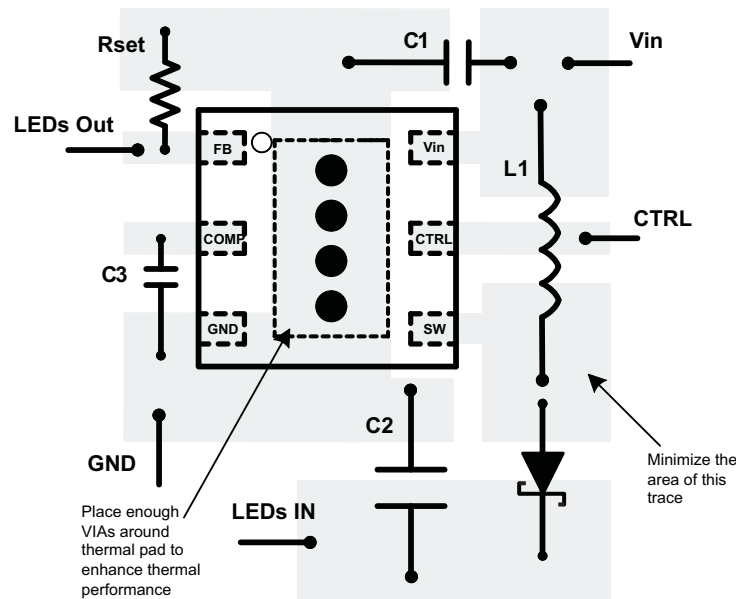 C1
Rset
Vin
LEDs Out
FB
Vin
L1
COMP
CTRL
CTRL
C3
GND
SW
C2
GND
Minimize the
area of this
trace
Place enough
VIAs around
thermal pad to
enhance thermal
performance
LEDs IN